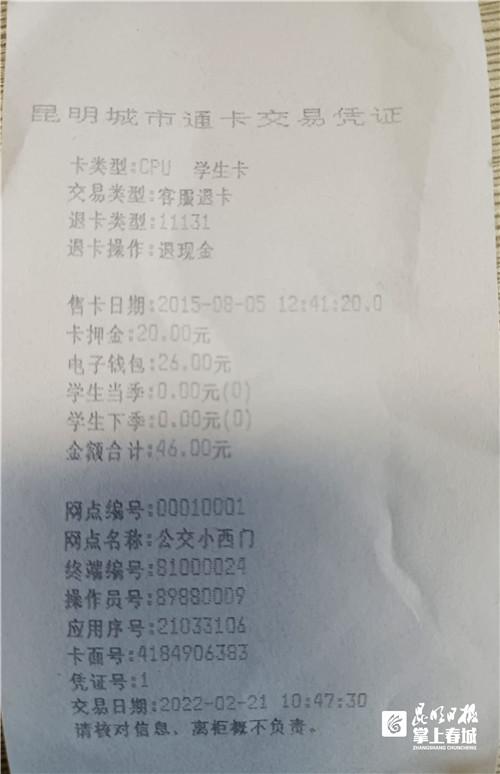 昆明城市通卡交易凭证
卡类型:CPU 学生卡
交易类型:客服退卡
退卡类型:11131
退卡操作:退现金
售卡日期:2015-08-05 12:41:20.0
卡押金:20.00元
电子钱包:26.00元
学生当季:0.00元(0)
学生下季:0.00元(0)
金额合计:46.00元
网点编号:00010001
网点名称:公交小西门
终端编号:81000024
操作员号:89880009
应用序号:21033106
卡面号:4184906383
凭证号:1
交易日期:2022-02-21 10:47:30
请核对信息、离柜概不负责。
昆明日报
掌上春城
ZHANGSHANG CHUNCHENG